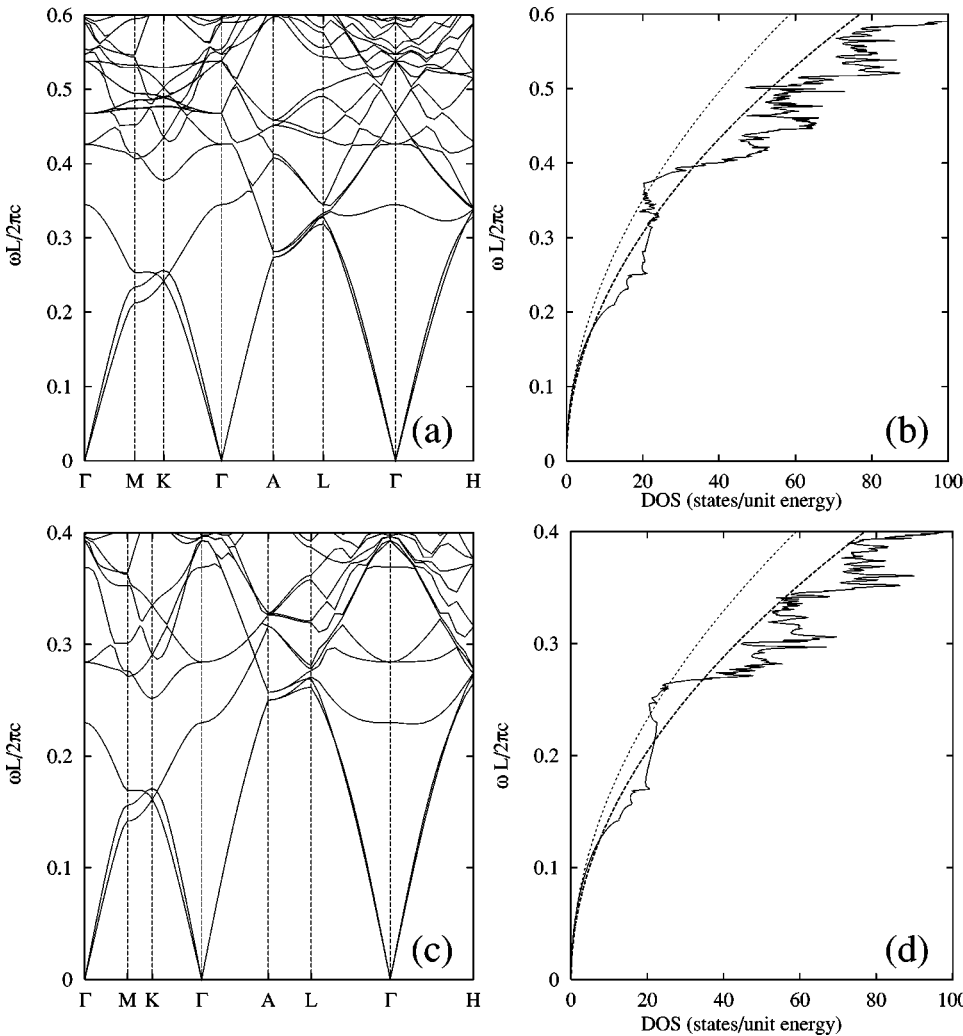 0.6
0.5
0.4
0.3
0.2
0.1
0
ωL/2πc
Γ M K Γ A L Γ H
(a)
0.6
0.5
0.4
0.3
0.2
0.1
0
ω L/2πc
0 20 40 60 80 100
DOS (states/unit energy)
(b)
0.4
0.3
0.2
0.1
0
ωL/2πc
Γ M K Γ A L Γ H
(c)
0.4
0.3
0.2
0.1
0
ω L/2πc
0 20 40 60 80 100
DOS (states/unit energy)
(d)